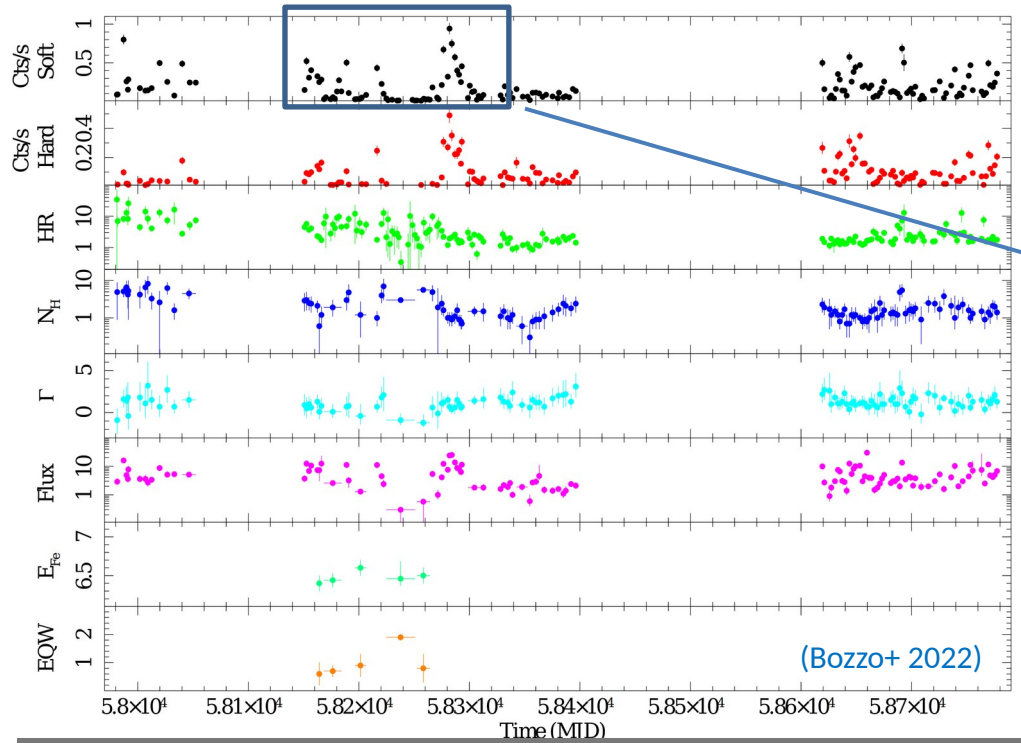 Cts/s
Soft
1
0.5
Cts/s
Hard
0.4
0.2
HR
10
1
N_H
10
1
Γ
5
0
Flux
10
1
E_Fe
7
6.5
EQW
2
1
(Bozzo+ 2022)
5.8×10⁴ 5.81×10⁴ 5.82×10⁴ 5.83×10⁴ 5.84×10⁴ 5.85×10⁴ 5.86×10⁴ 5.87×10⁴
Time (MJD)